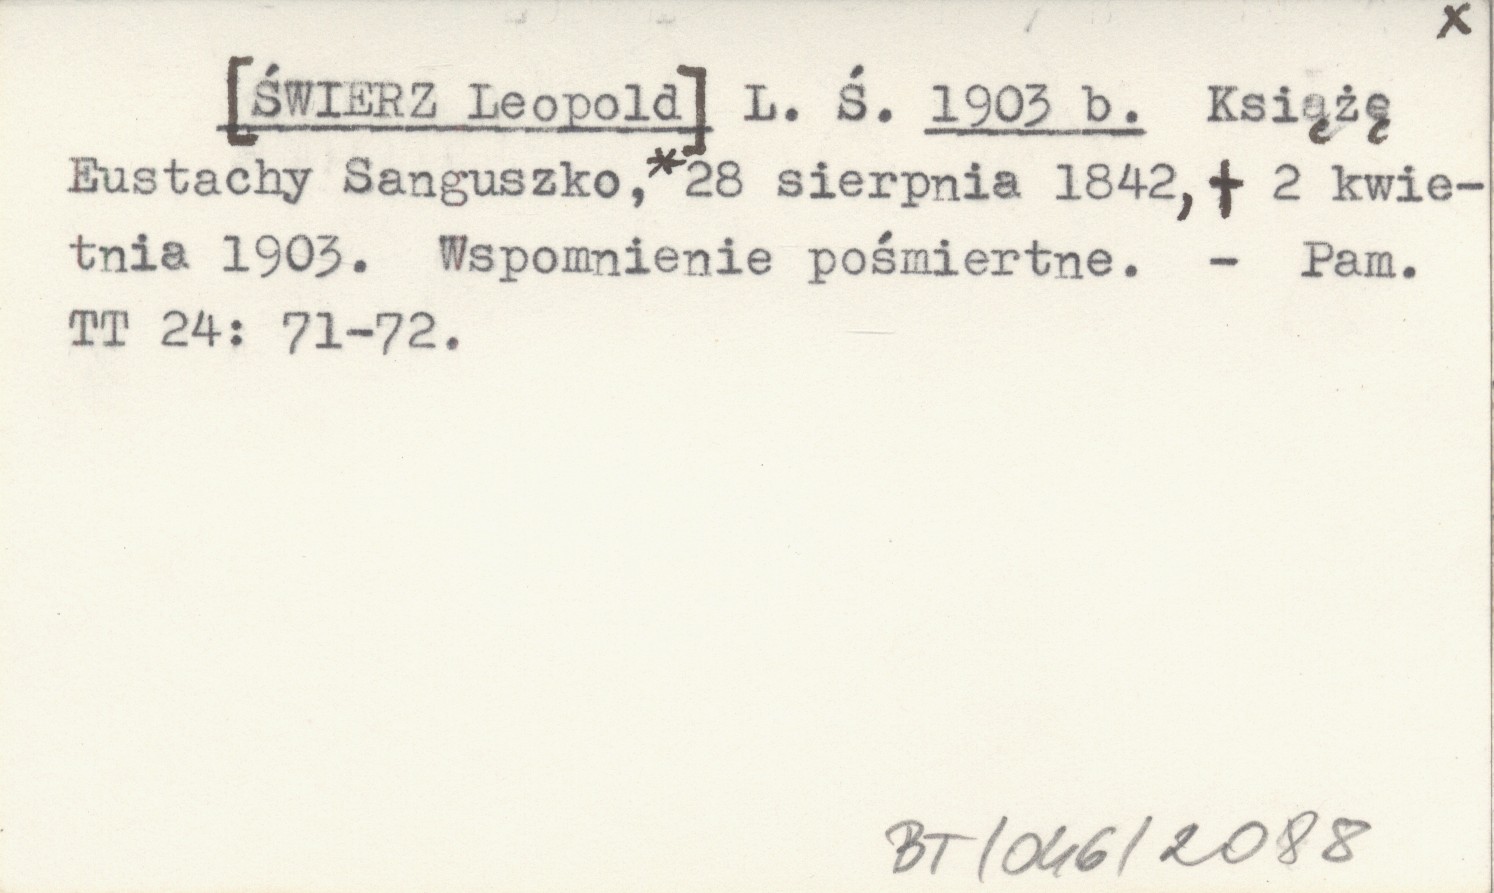 x
[ŚWIERZ Leopold] L. Ś. 1903 b. Książę
Eustachy Sanguszko,*28 sierpnia 1842,† 2 kwie-
tnia 1903. Wspomnienie pośmiertne. - Pam.
TT 24: 71-72.
BT/046/2088